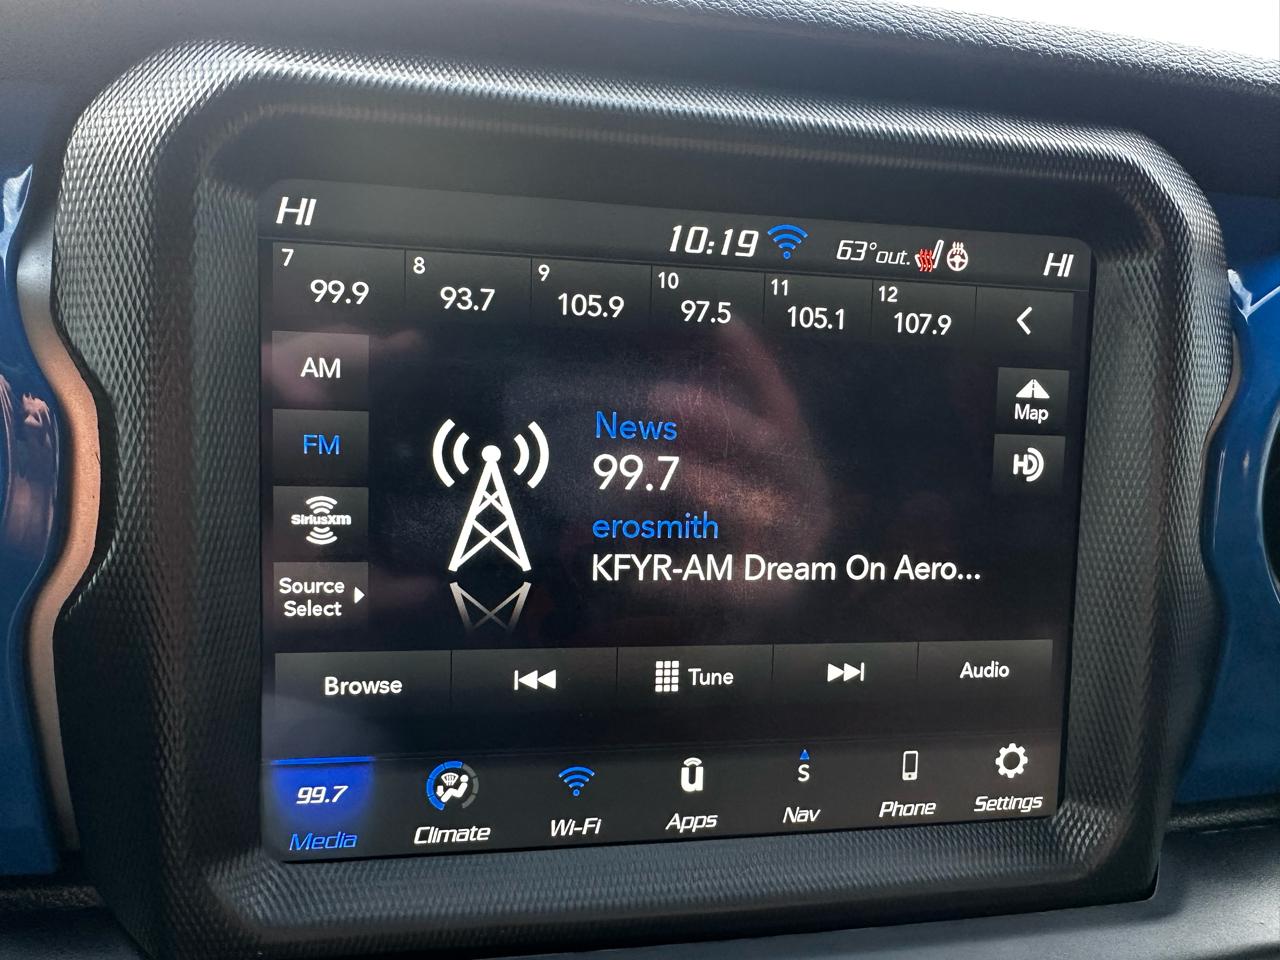 HI
10:19
63°out.
HI
7
99.9
8
93.7
9
105.9
10
97.5
11
105.1
12
107.9
AM
FM
SiriusXM
Source
Select
News
99.7
erosmith
KFYR-AM Dream On Aero...
Map
HD
Browse
Tune
Audio
99.7
Media
Climate
Wi-Fi
u
Apps
S
Nav
Phone
Settings